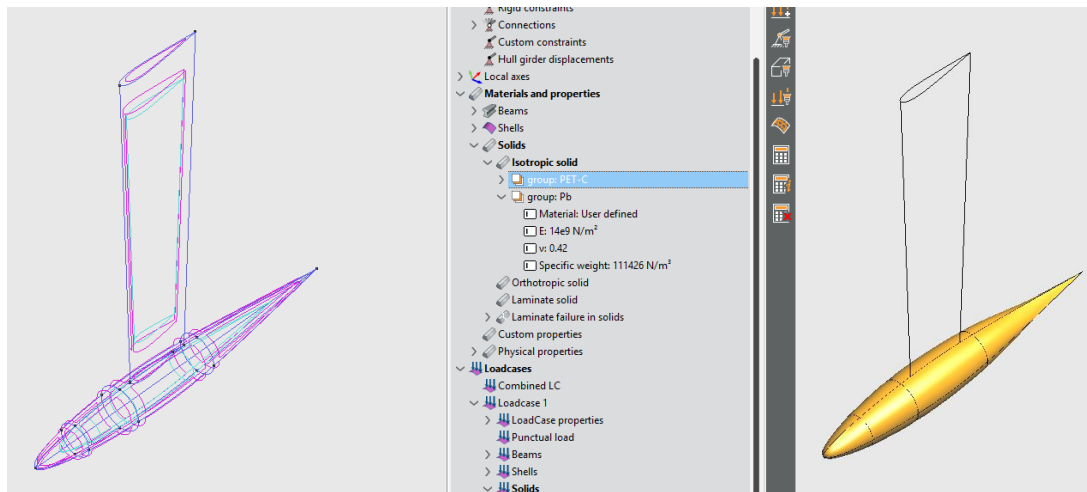 Rigid constraints
Connections
Custom constraints
Hull girder displacements
Local axes
Materials and properties
Beams
Shells
Solids
Isotropic solid
group: PET-C
group: Pb
Material: User defined
E: 14e9 N/m²
v: 0.42
Specific weight: 111426 N/m³
Orthotropic solid
Laminate solid
Laminate failure in solids
Custom properties
Physical properties
Loadcases
Combined LC
Loadcase 1
LoadCase properties
Punctual load
Beams
Shells
Solids